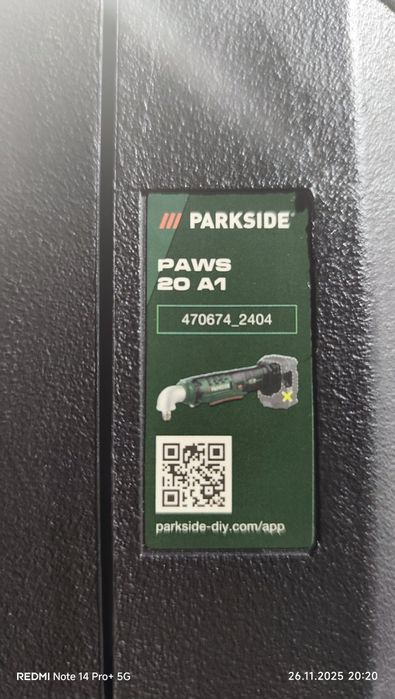 /// PARKSIDE®
PAWS
20 A1
470674_2404
parkside-diy.com/app
REDMI Note 14 Pro+ 5G
26.11.2025 20:20